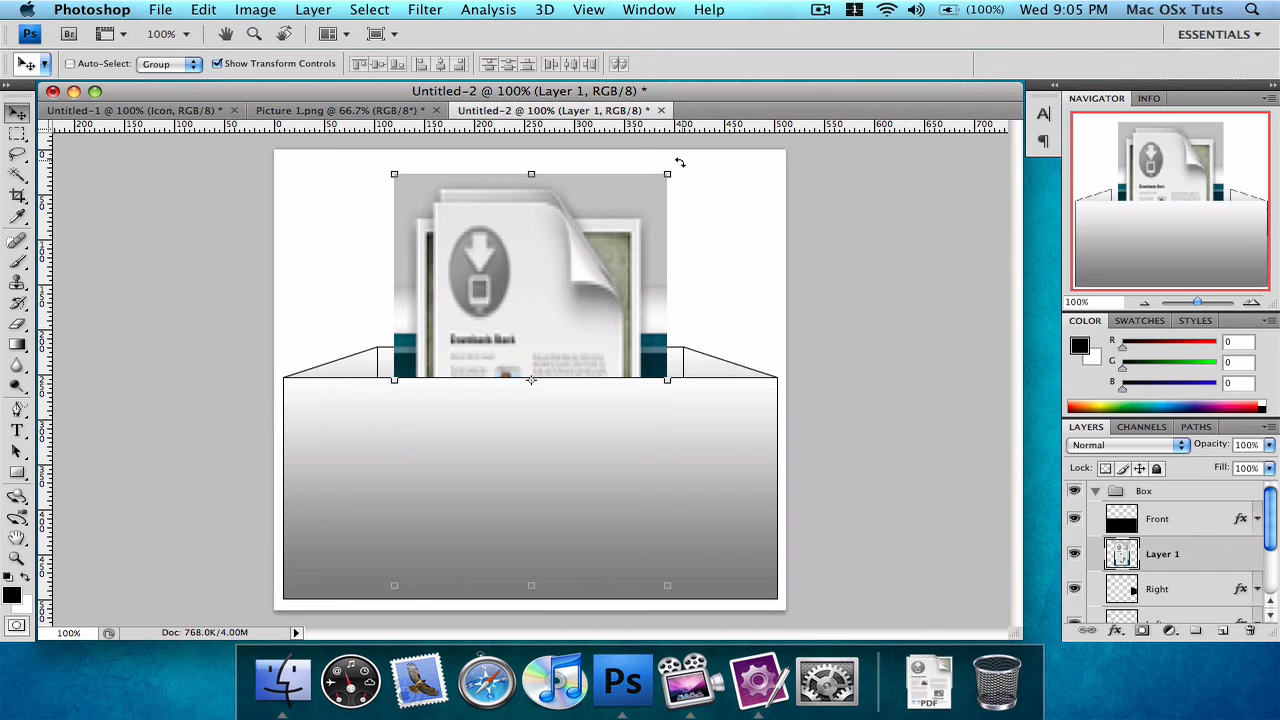 Photoshop File Edit Image Layer Select Filter Analysis 3D View Window Help 1 (100%) Wed 9:05 PM Mac OSx Tuts
Ps Br 100% ESSENTIALS
Auto-Select: Group Show Transform Controls
Untitled-2 @ 100% (Layer 1, RGB/8) *
Untitled-1 @ 100% (Icon, RGB/8) * Picture 1.png @ 66.7% (RGB/8*) * Untitled-2 @ 100% (Layer 1, RGB/8) *
200 100 50 0 50 100 150 200 250 300 350 400 450 500 550 600 700
NAVIGATOR INFO
100%
COLOR SWATCHES STYLES
R 0
G 0
B 0
LAYERS CHANNELS PATHS
Normal Opacity: 100%
Lock: Fill: 100%
Box
Front fx
Layer 1
Right fx
100% Doc: 768.0K/4.00M
Ps PDF